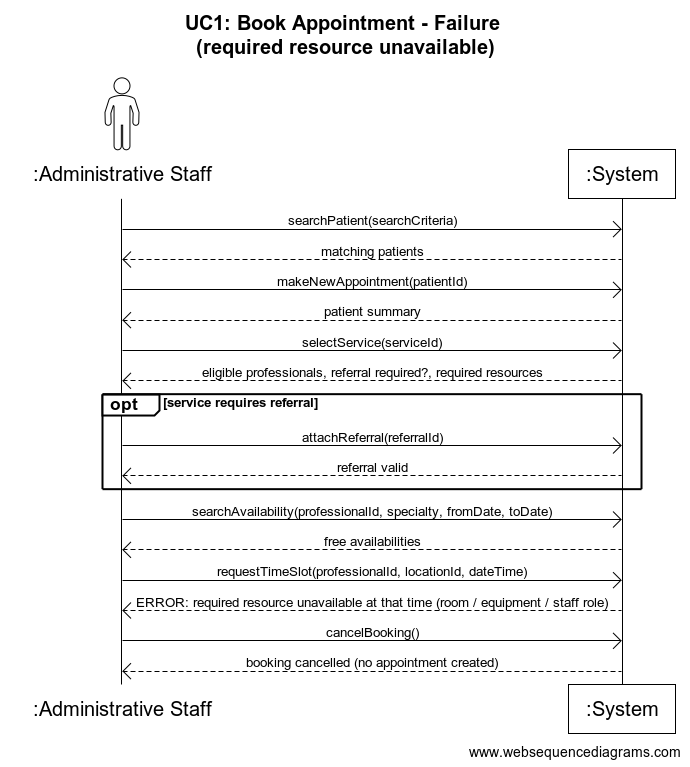 UC1: Book Appointment - Failure
(required resource unavailable)
:Administrative Staff
:System
searchPatient(searchCriteria)
matching patients
makeNewAppointment(patientId)
patient summary
selectService(serviceId)
eligible professionals, referral required?, required resources
opt [service requires referral]
attachReferral(referralId)
referral valid
searchAvailability(professionalId, specialty, fromDate, toDate)
free availabilities
requestTimeSlot(professionalId, locationId, dateTime)
ERROR: required resource unavailable at that time (room / equipment / staff role)
cancelBooking()
booking cancelled (no appointment created)
:Administrative Staff
:System
www.websequencediagrams.com